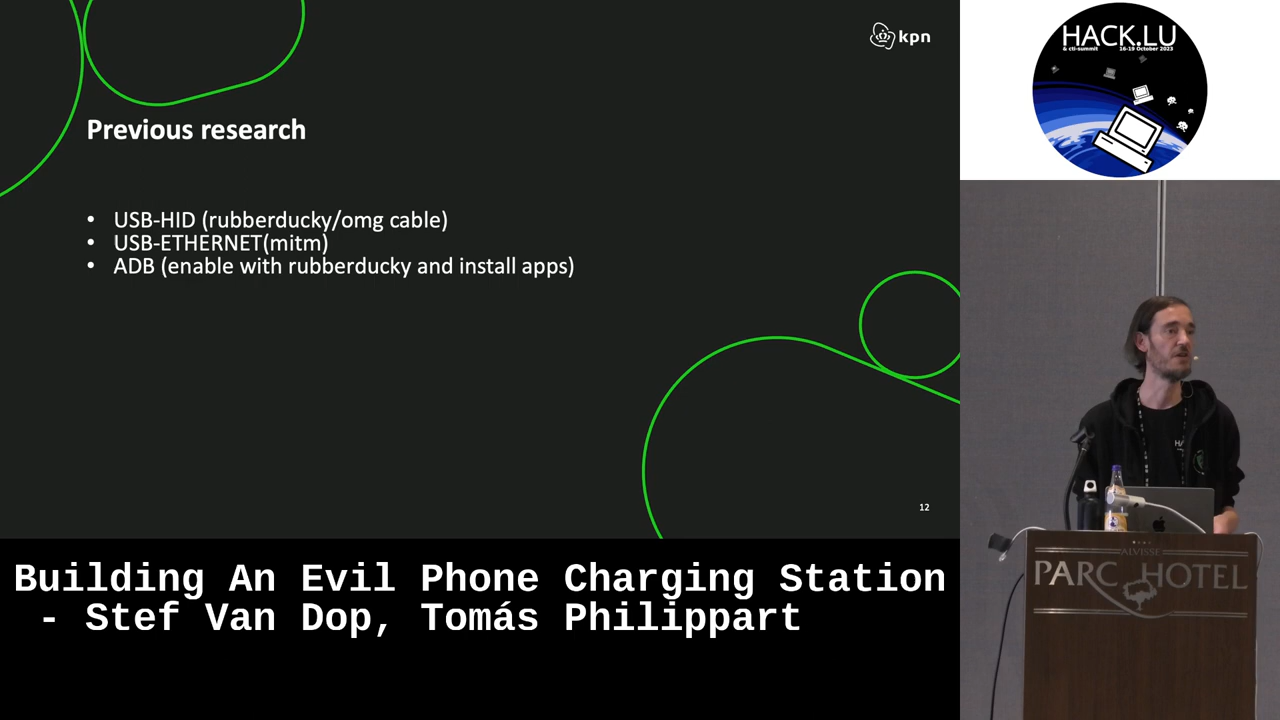 kpn
Previous research
• USB-HID (rubberducky/omg cable)
• USB-ETHERNET(mitm)
• ADB (enable with rubberducky and install apps)
12
HACK.LU
& cti-summit 16-19 October 2023
Building An Evil Phone Charging Station
- Stef Van Dop, Tomás Philippart
HA
ALVISSE
PARC HOTEL